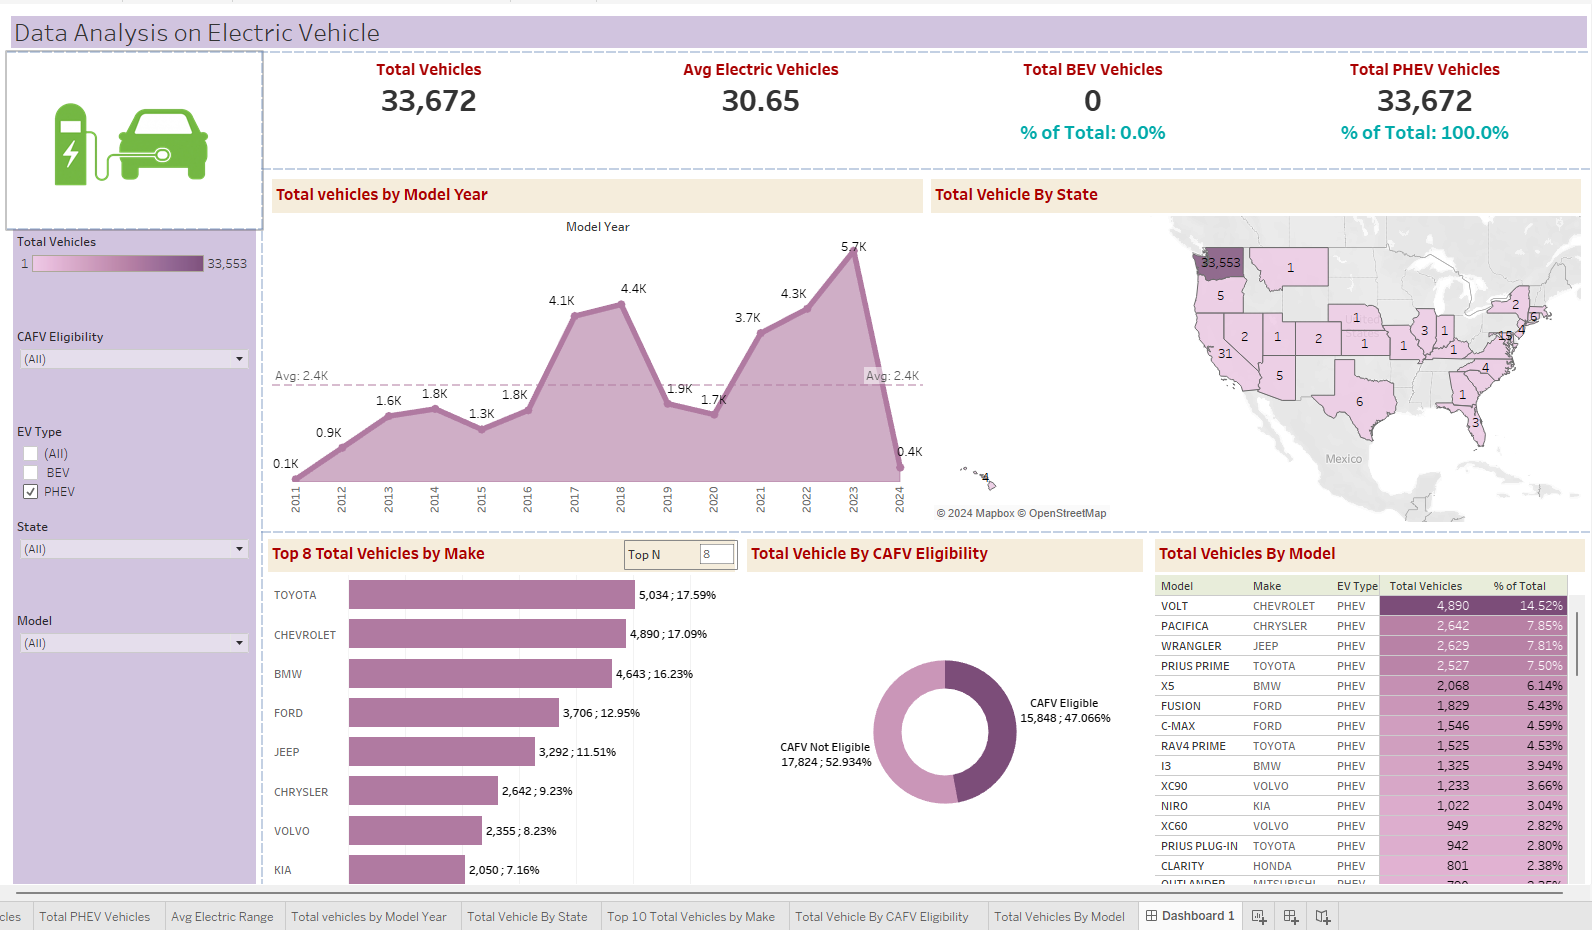 Data Analysis on Electric Vehicle
Total Vehicles
33,672
Avg Electric Vehicles
30.65
Total BEV Vehicles
0
% of Total: 0.0%
Total PHEV Vehicles
33,672
% of Total: 100.0%
Total Vehicles
1 33,553
CAFV Eligibility
(All)
EV Type
(All)
BEV
PHEV
State
(All)
Model
(All)
Total vehicles by Model Year
Model Year
5.7K
4.4K
4.1K
4.3K
3.7K
Avg: 2.4K
Avg: 2.4K
1.9K
1.8K
1.8K
1.7K
1.6K
1.3K
0.9K
0.4K
0.1K
2011 2012 2013 2014 2015 2016 2017 2018 2019 2020 2021 2022 2023 2024
Total Vehicle By State
33,553
1
5
2
6
1
3
1
4
2
1
2
1
1
15
31
1
5
4
1
6
3
4
Mexico
© 2024 Mapbox © OpenStreetMap
Top 8 Total Vehicles by Make
Top N 8
TOYOTA 5,034 ; 17.59%
CHEVROLET 4,890 ; 17.09%
BMW 4,643 ; 16.23%
FORD 3,706 ; 12.95%
JEEP 3,292 ; 11.51%
CHRYSLER 2,642 ; 9.23%
VOLVO 2,355 ; 8.23%
KIA 2,050 ; 7.16%
Total Vehicle By CAFV Eligibility
CAFV Eligible
15,848 ; 47.066%
CAFV Not Eligible
17,824 ; 52.934%
Total Vehicles By Model
Model Make EV Type Total Vehicles % of Total
VOLT CHEVROLET PHEV 4,890 14.52%
PACIFICA CHRYSLER PHEV 2,642 7.85%
WRANGLER JEEP PHEV 2,629 7.81%
PRIUS PRIME TOYOTA PHEV 2,527 7.50%
X5 BMW PHEV 2,068 6.14%
FUSION FORD PHEV 1,829 5.43%
C-MAX FORD PHEV 1,546 4.59%
RAV4 PRIME TOYOTA PHEV 1,525 4.53%
I3 BMW PHEV 1,325 3.94%
XC90 VOLVO PHEV 1,233 3.66%
NIRO KIA PHEV 1,022 3.04%
XC60 VOLVO PHEV 949 2.82%
PRIUS PLUG-IN TOYOTA PHEV 942 2.80%
CLARITY HONDA PHEV 801 2.38%
OUTLANDER MITSUBISHI PHEV
cles Total PHEV Vehicles Avg Electric Range Total vehicles by Model Year Total Vehicle By State Top 10 Total Vehicles by Make Total Vehicle By CAFV Eligibility Total Vehicles By Model Dashboard 1